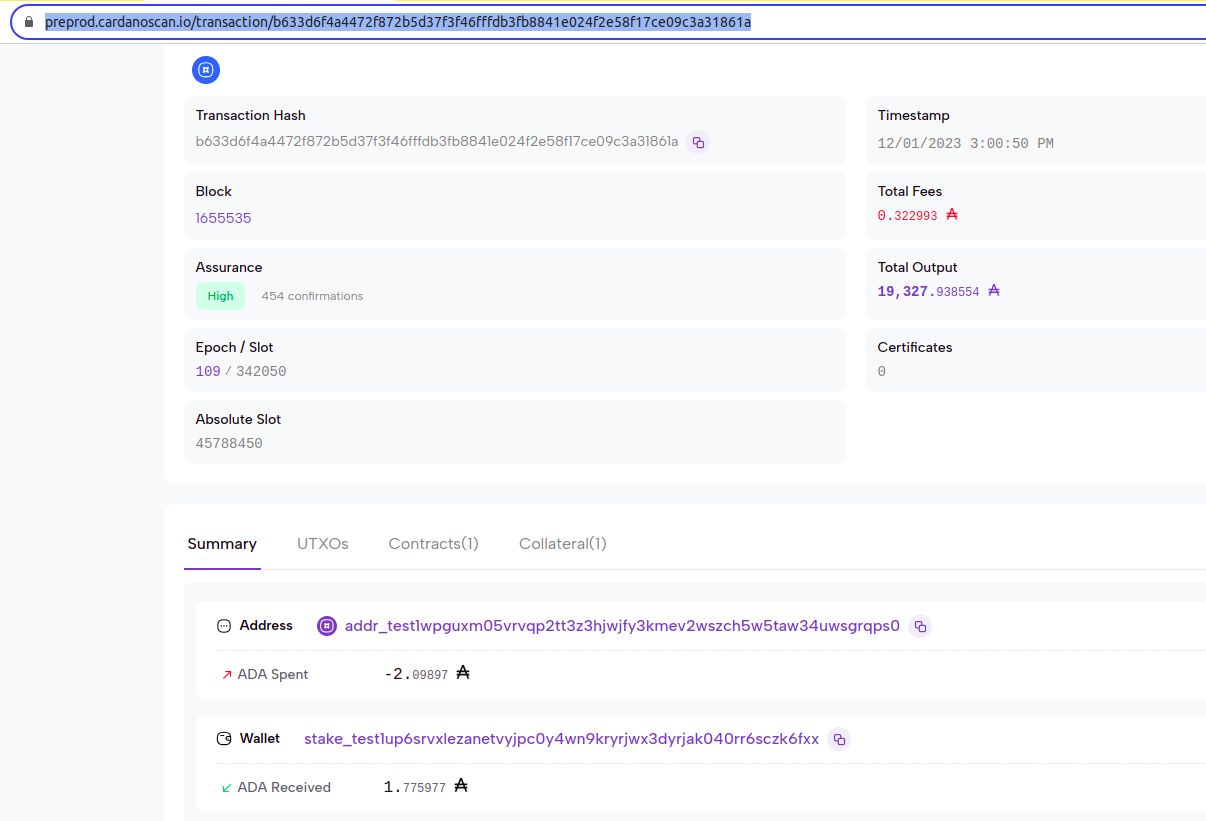 preprod.cardanoscan.io/transaction/b633d6f4a4472f872b5d37f3f46fffdb3fb8841e024f2e58f17ce09c3a31861a
Transaction Hash
b633d6f4a4472f872b5d37f3f46fffdb3fb8841e024f2e58f17ce09c3a31861a
Timestamp
12/01/2023 3:00:50 PM
Block
1655535
Total Fees
0.322993 ₳
Assurance
High 454 confirmations
Total Output
19,327.938554 ₳
Epoch / Slot
109 / 342050
Certificates
0
Absolute Slot
45788450
Summary UTXOs Contracts(1) Collateral(1)
Address addr_test1wpguxm05vrvqp2tt3z3hjwjfy3kmev2wszch5w5taw34uwsgrqps0
ADA Spent -2.09897 ₳
Wallet stake_test1up6srvxlezanetvyjpc0y4wn9kryrjwx3dyrjak040rr6sczk6fxx
ADA Received 1.775977 ₳